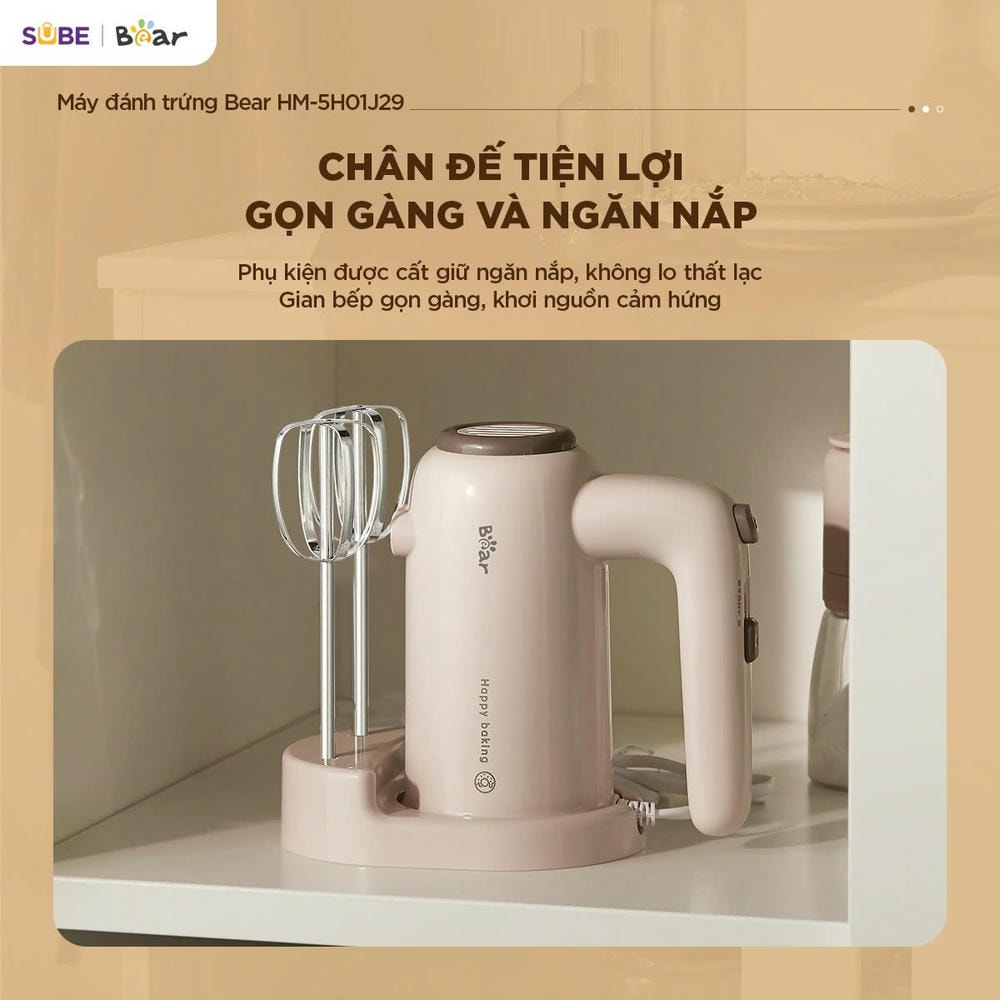 SUBE | Bear
Máy đánh trứng Bear HM-5H01J29
CHÂN ĐẾ TIỆN LỢI
GỌN GÀNG VÀ NGĂN NẮP
Phụ kiện được cất giữ ngăn nắp, không lo thất lạc
Gian bếp gọn gàng, khơi nguồn cảm hứng
Bear
Happy baking